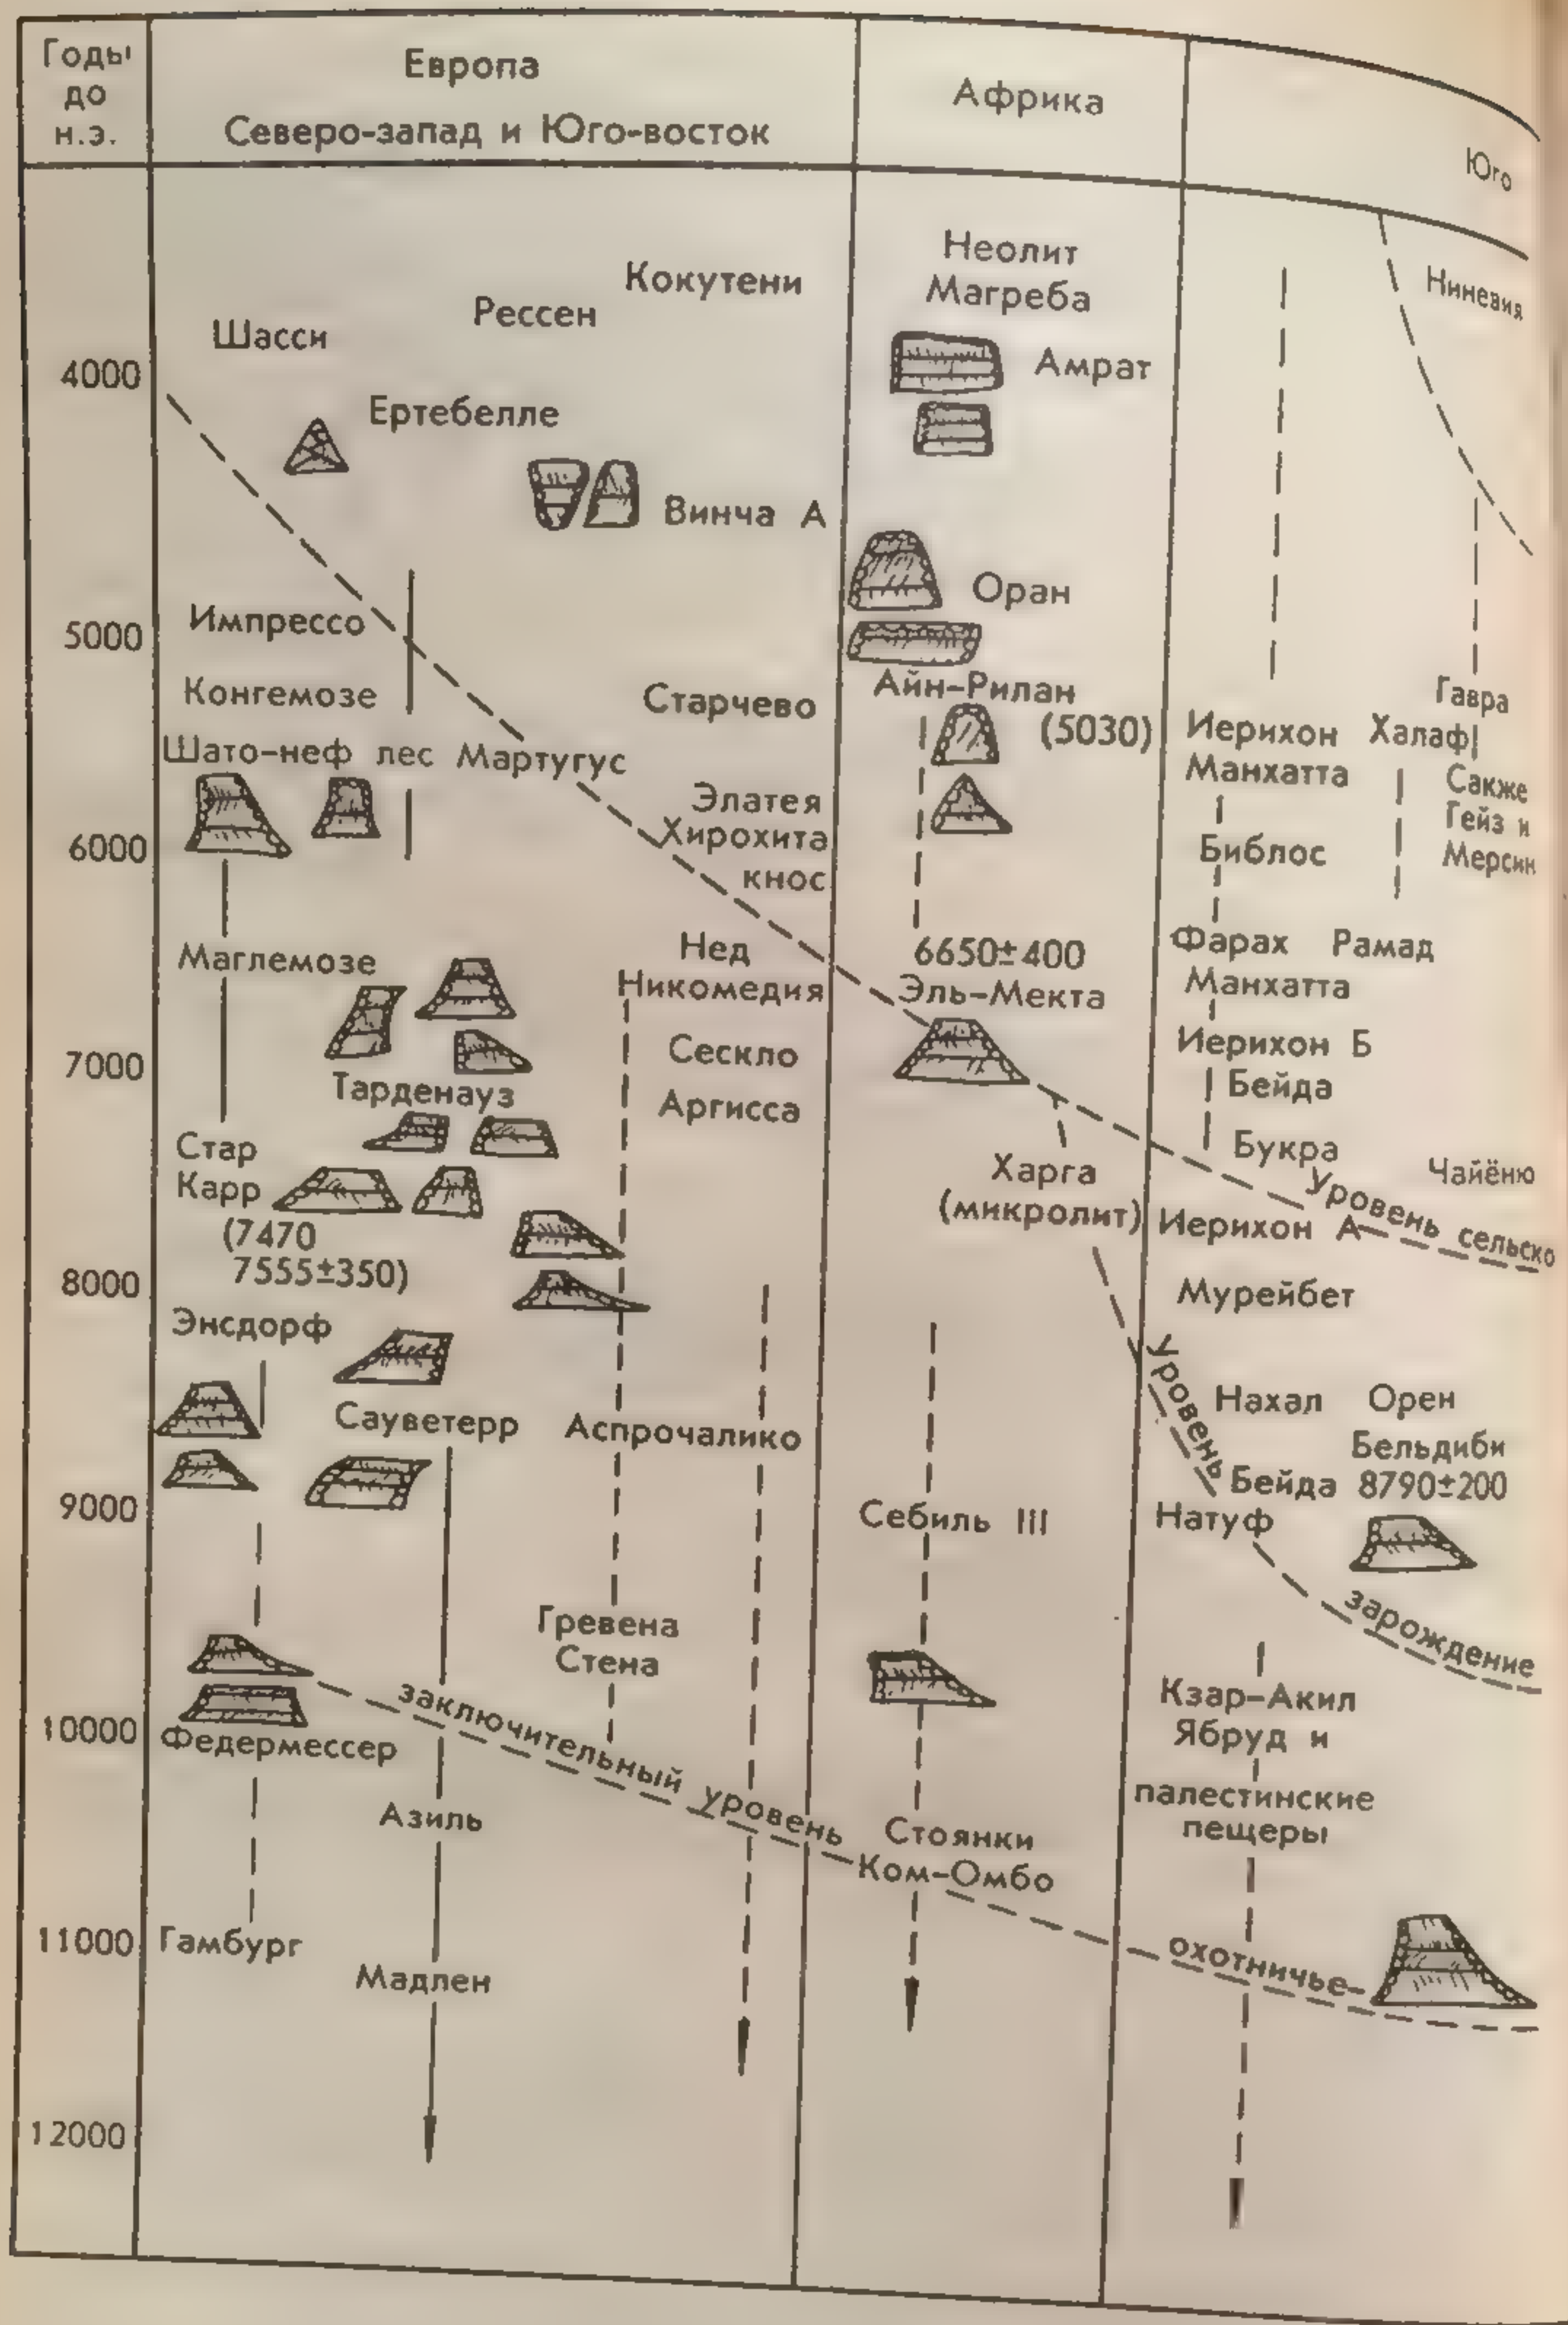 Годы
до
н.э.
Европа
Северо-запад и Юго-восток
Африка
Юго
4000
5000
6000
7000
8000
9000
10000
11000
12000
Кокутени
Рессен
Шасси
Ертебелле
Винча А
Импрессо
Конгемозе
Старчево
Шато-неф лес Мартугус
Элатея
Хирохита
кнос
Маглемозе
Нед
Никомедия
Сескло
Тарденауз
Аргисса
Стар
Карр
(7470
7555±350)
Энсдорф
Сауветерр
Аспрочалико
Гревена
Стена
Федермессер
Азиль
Гамбург
Мадлен
Неолит
Магреба
Амрат
Оран
Айн-Рилан
(5030)
6650±400
Эль-Мекта
Харга
(микролит)
Себиль III
Стоянки
Ком-Омбо
Ниневия
Гавра
Иерихон Халаф
Манхатта
Сакже
Гейз и
Мерсин
Библос
Фарах Рамад
Манхатта
Иерихон Б
Бейда
Букра
Чайёню
Иерихон А
Мурейбет
Нахал Орен
Бельдиби
Бейда 8790±200
Натуф
Кзар-Акил
Ябруд и
палестинские
пещеры
Уровень сельско
Уровень
зарождение
заключительный уровень
охотничье-